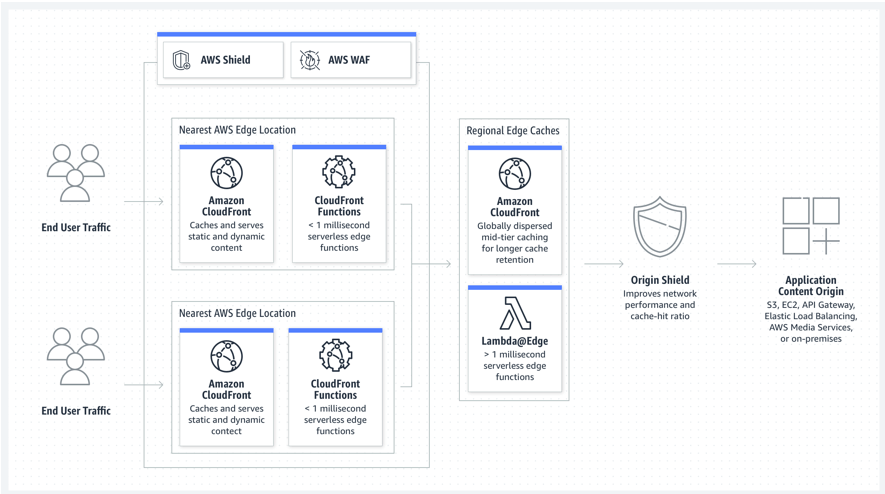 AWS Shield
AWS WAF
Nearest AWS Edge Location
Amazon
CloudFront
Caches and serves
static and dynamic
content
CloudFront
Functions
< 1 millisecond
serverless edge
functions
End User Traffic
Nearest AWS Edge Location
Amazon
CloudFront
Caches and serves
static and dynamic
contect
CloudFront
Functions
< 1 millisecond
serverless edge
functions
End User Traffic
Regional Edge Caches
Amazon
CloudFront
Globally dispersed
mid-tier caching
for longer cache
retention
Lambda@Edge
> 1 millisecond
serverless edge
functions
Origin Shield
Improves network
performance and
cache-hit ratio
Application
Content Origin
S3, EC2, API Gateway,
Elastic Load Balancing,
AWS Media Services,
or on-premises